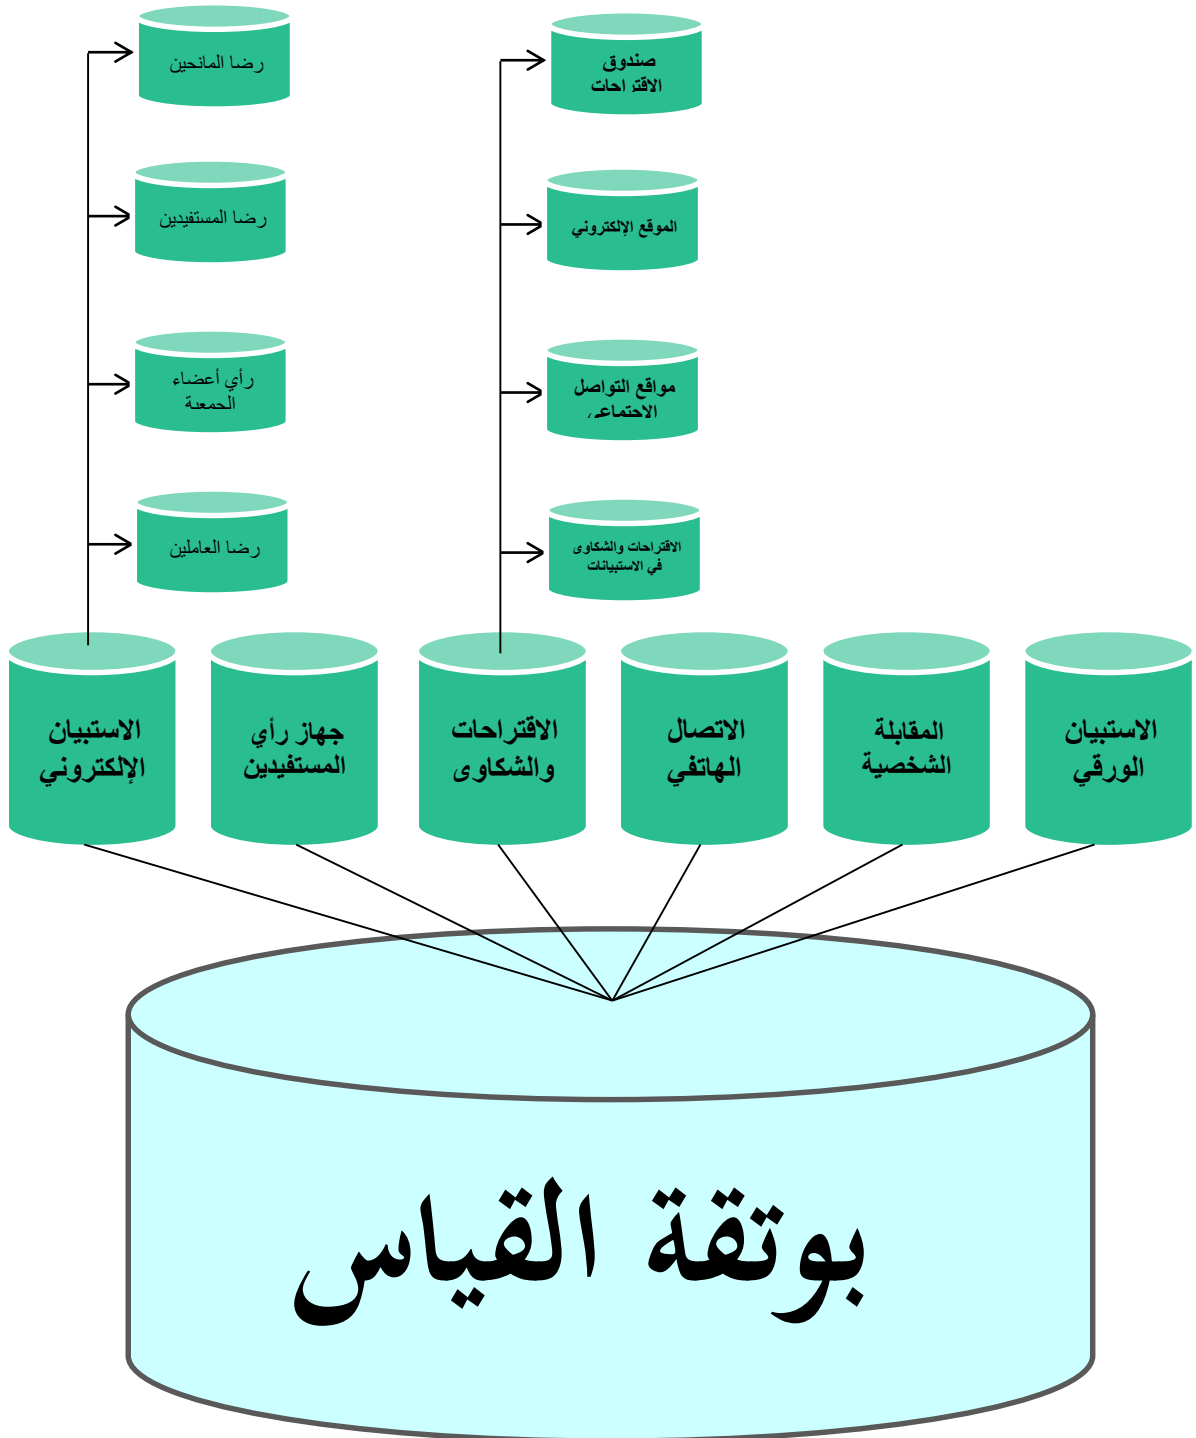 رضا المانحين
رضا المستفيدين
رأي أعضاء
الجمعية
رضا العاملين
صندوق
الاقتراحات
الموقع الإلكتروني
مواقع التواصل
الاجتماعي
الاقتراحات والشكاوى
في الاستبيانات
الاستبيان
الورقي
المقابلة
الشخصية
الاتصال
الهاتفي
الاقتراحات
والشكاوى
جهاز رأي
المستفيدين
الاستبيان
الإلكتروني
بوتقة القياس